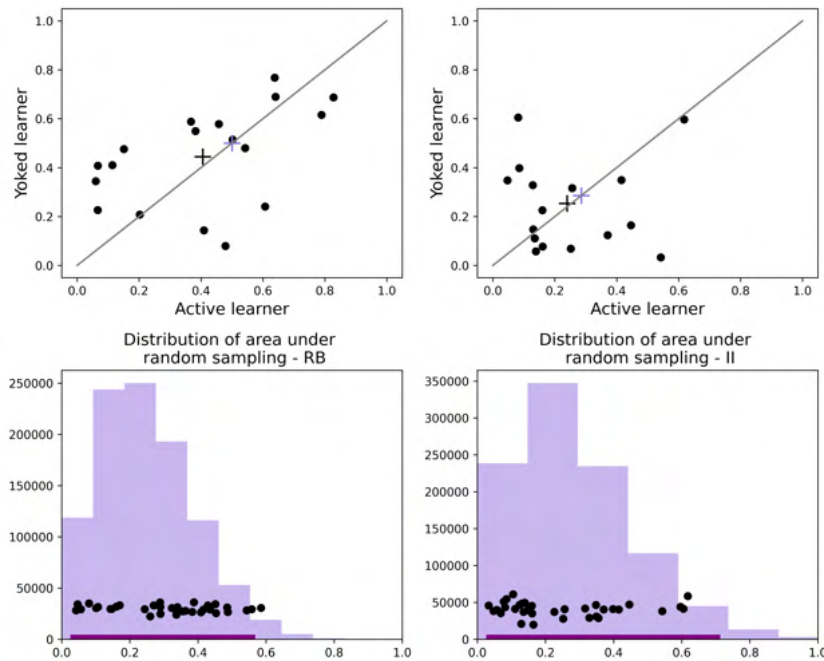 1.0
0.8
0.6
0.4
0.2
0.0
Yoked learner
0.0 0.2 0.4 0.6 0.8 1.0
Active learner
1.0
0.8
0.6
0.4
0.2
0.0
Yoked learner
0.0 0.2 0.4 0.6 0.8 1.0
Active learner
Distribution of area under
random sampling - RB
250000
200000
150000
100000
50000
0
0.0 0.2 0.4 0.6 0.8 1.0
Distribution of area under
random sampling - II
350000
300000
250000
200000
150000
100000
50000
0
0.0 0.2 0.4 0.6 0.8 1.0